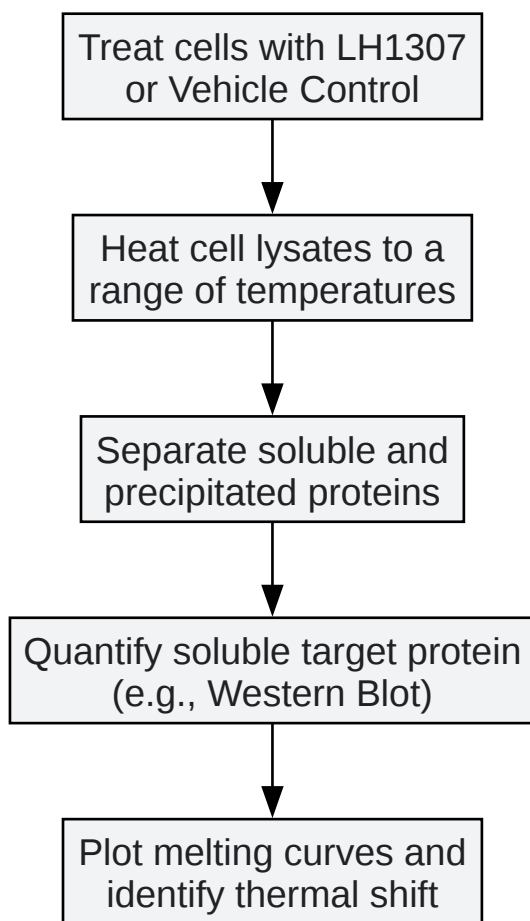 Treat cells with LH1307
or Vehicle Control
Heat cell lysates to a
range of temperatures
Separate soluble and
precipitated proteins
Quantify soluble target protein
(e.g., Western Blot)
Plot melting curves and
identify thermal shift